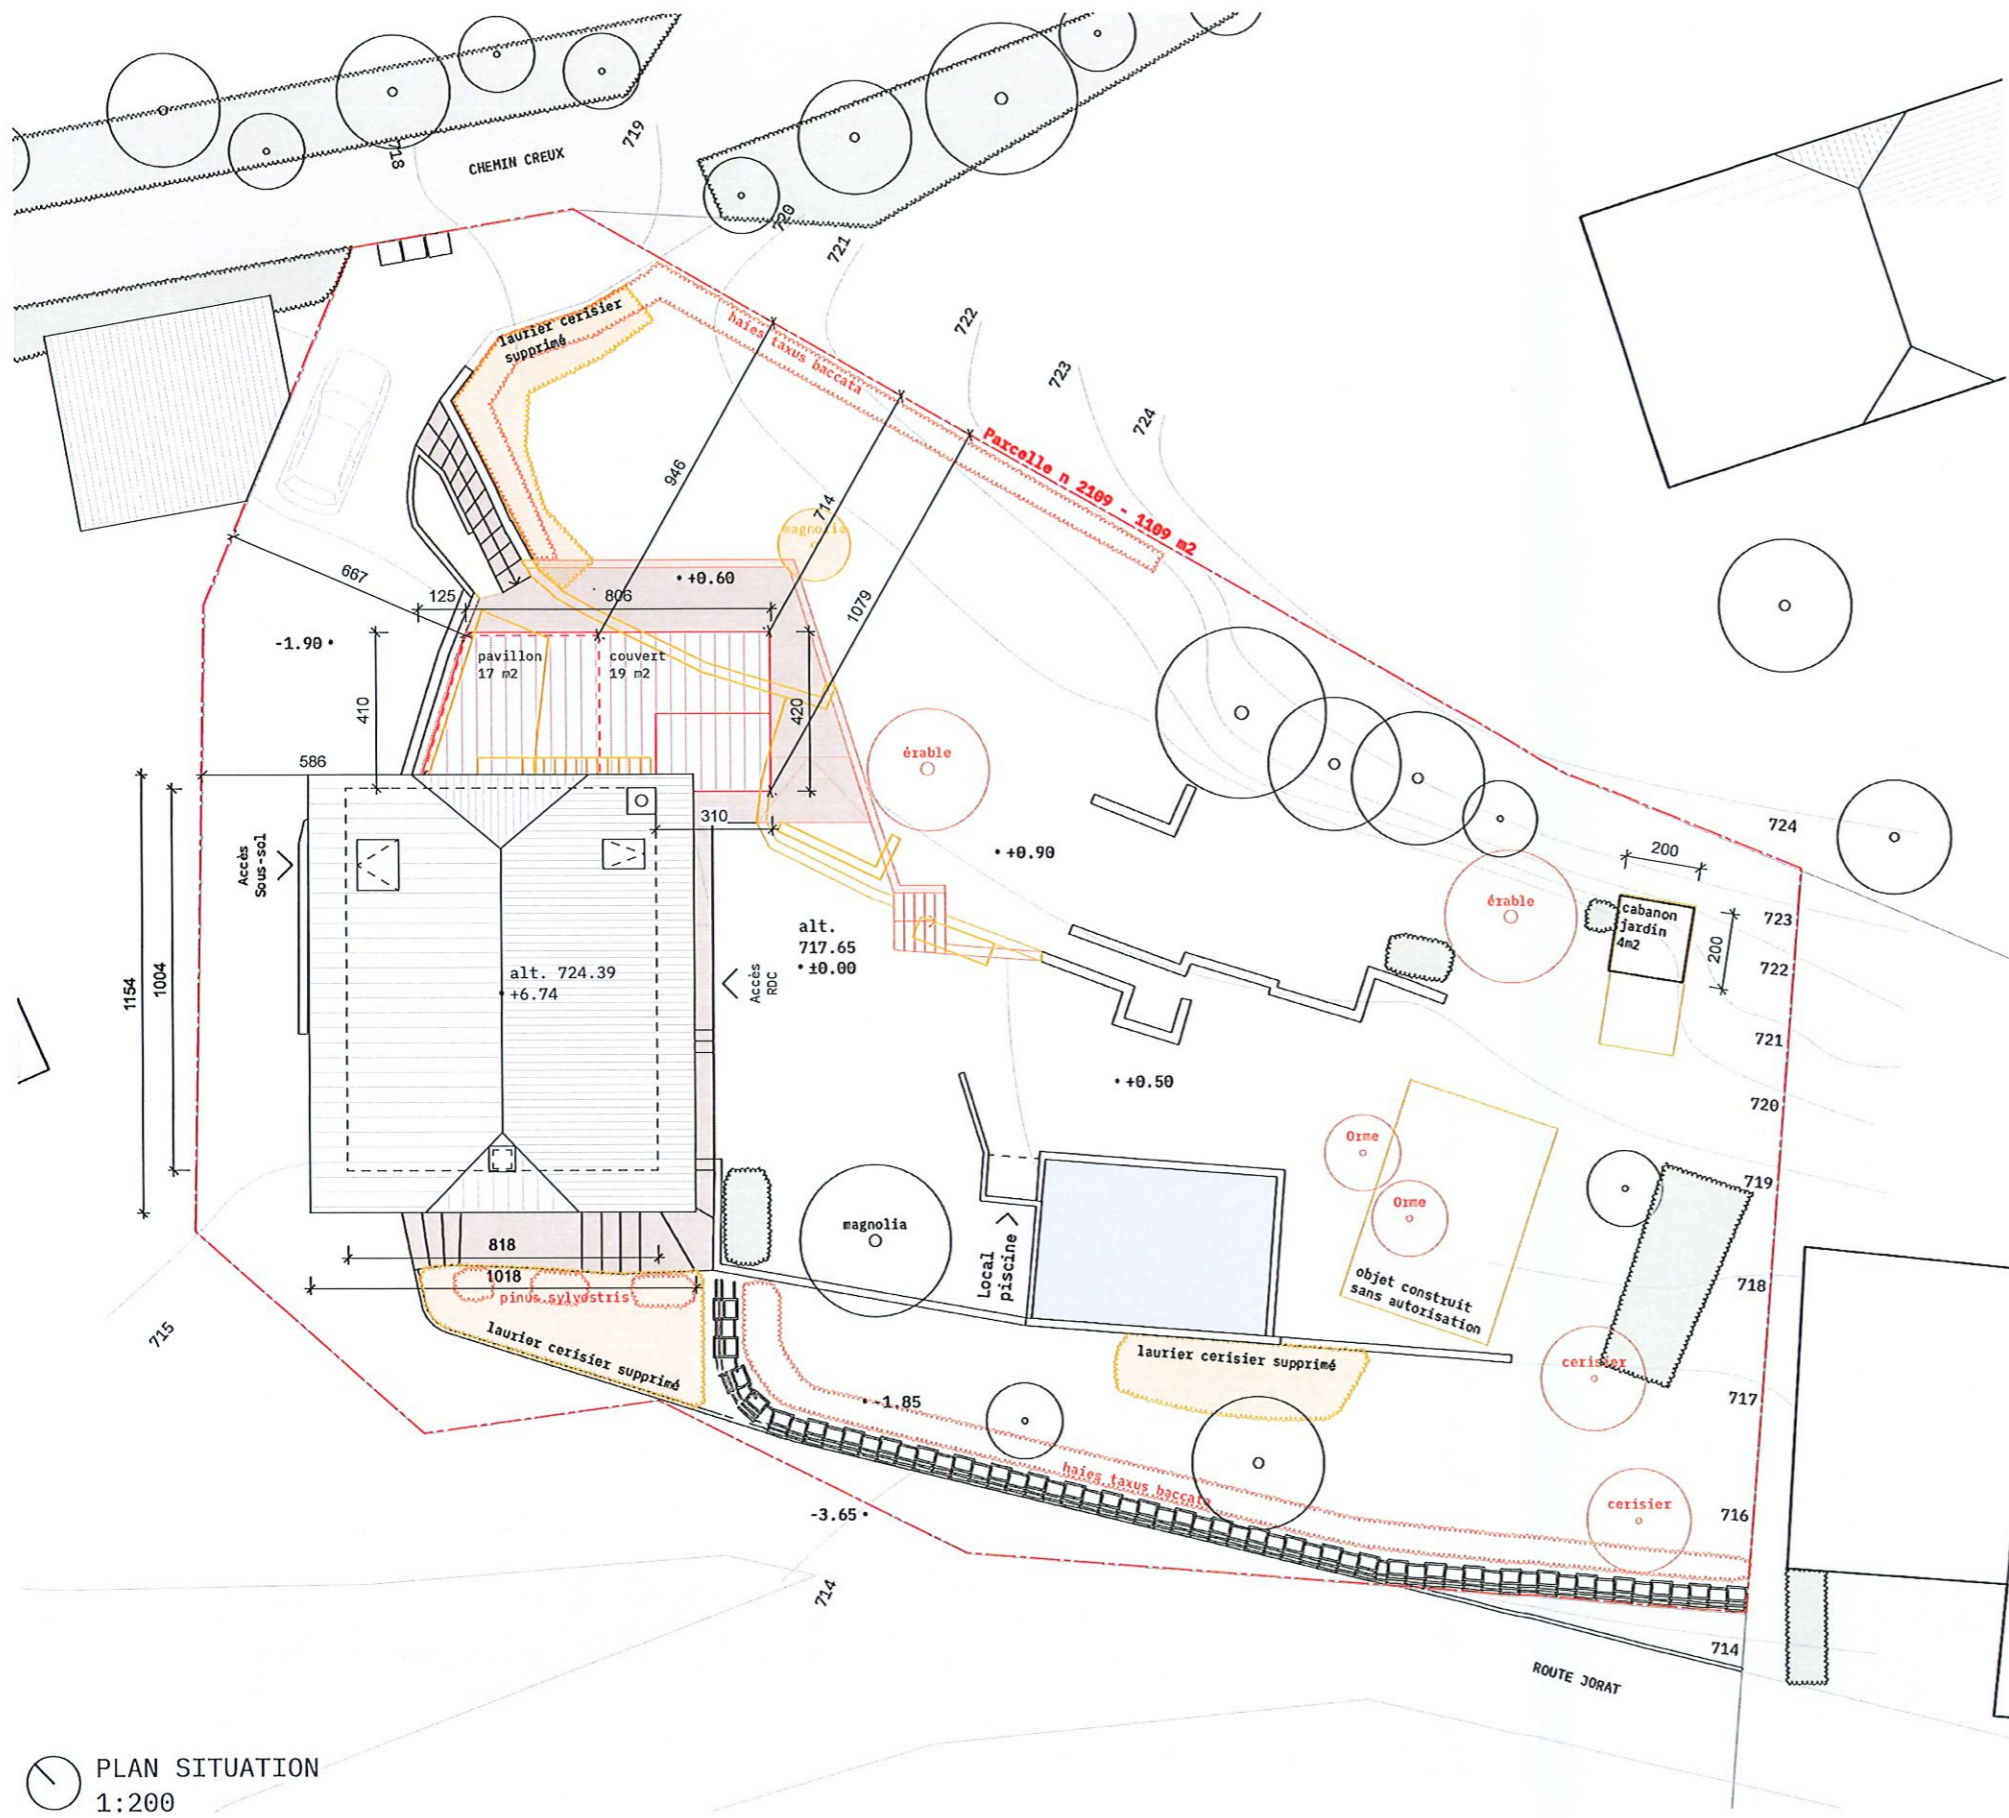 718
CHEMIN CREUX
719
720
721
722
723
724
laurier cerisier
supprimé
haies taxus baccata
Parcelle n 2109 - 1109 m2
946
714
magnolia
1079
667
125
806
+0.60
-1.90
pavillon
17 m2
couvert
19 m2
410
420
586
érable
310
+0.90
Accès
Sous-sol
alt.
717.65
±0.00
Accès
RDC
alt. 724.39
+6.74
1154
1004
724
200
érable
cabanon
jardin
4m2
200
723
722
721
720
719
718
717
716
+0.50
Orme
Orme
magnolia
Local
piscine
objet construit
sans autorisation
818
1018
pinus sylvestris
laurier cerisier supprimé
laurier cerisier supprimé
cerisier
-1.85
haies taxus baccata
cerisier
-3.65
715
714
714
ROUTE JORAT
PLAN SITUATION
1:200